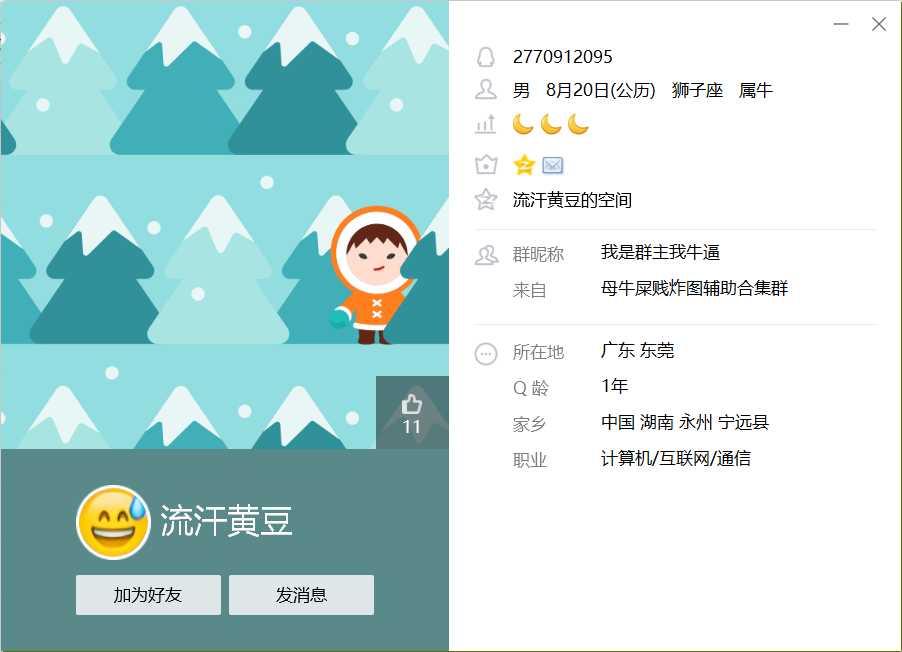 11
流汗黄豆
加为好友 发消息
2770912095
男 8月20日(公历) 狮子座 属牛
流汗黄豆的空间
群昵称 我是群主我牛逼
来自 母牛屎贱炸图辅助合集群
所在地 广东 东莞
Q 龄 1年
家乡 中国 湖南 永州 宁远县
职业 计算机/互联网/通信